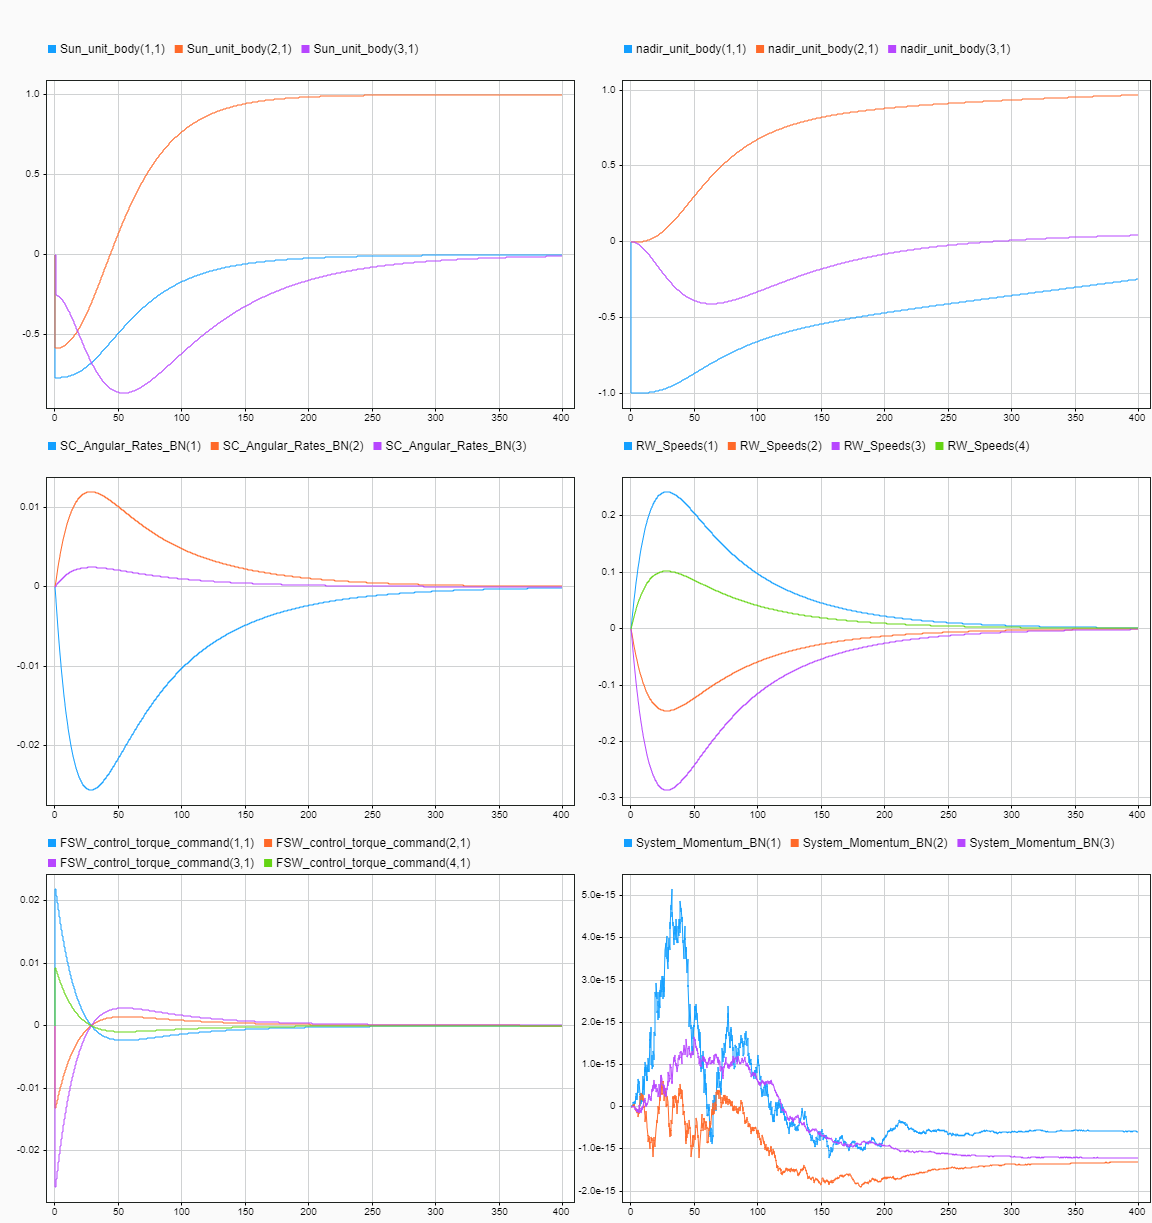 Sun_unit_body(1,1) Sun_unit_body(2,1) Sun_unit_body(3,1)
1.0
0.5
0
-0.5
0 50 100 150 200 250 300 350 400
nadir_unit_body(1,1) nadir_unit_body(2,1) nadir_unit_body(3,1)
1.0
0.5
0
-0.5
-1.0
0 50 100 150 200 250 300 350 400
SC_Angular_Rates_BN(1) SC_Angular_Rates_BN(2) SC_Angular_Rates_BN(3)
0.01
0
-0.01
-0.02
0 50 100 150 200 250 300 350 400
RW_Speeds(1) RW_Speeds(2) RW_Speeds(3) RW_Speeds(4)
0.2
0.1
0
-0.1
-0.2
-0.3
0 50 100 150 200 250 300 350 400
FSW_control_torque_command(1,1) FSW_control_torque_command(2,1)
FSW_control_torque_command(3,1) FSW_control_torque_command(4,1)
0.02
0.01
0
-0.01
-0.02
0 50 100 150 200 250 300 350 400
System_Momentum_BN(1) System_Momentum_BN(2) System_Momentum_BN(3)
5.0e-15
4.0e-15
3.0e-15
2.0e-15
1.0e-15
0
-1.0e-15
-2.0e-15
0 50 100 150 200 250 300 350 400